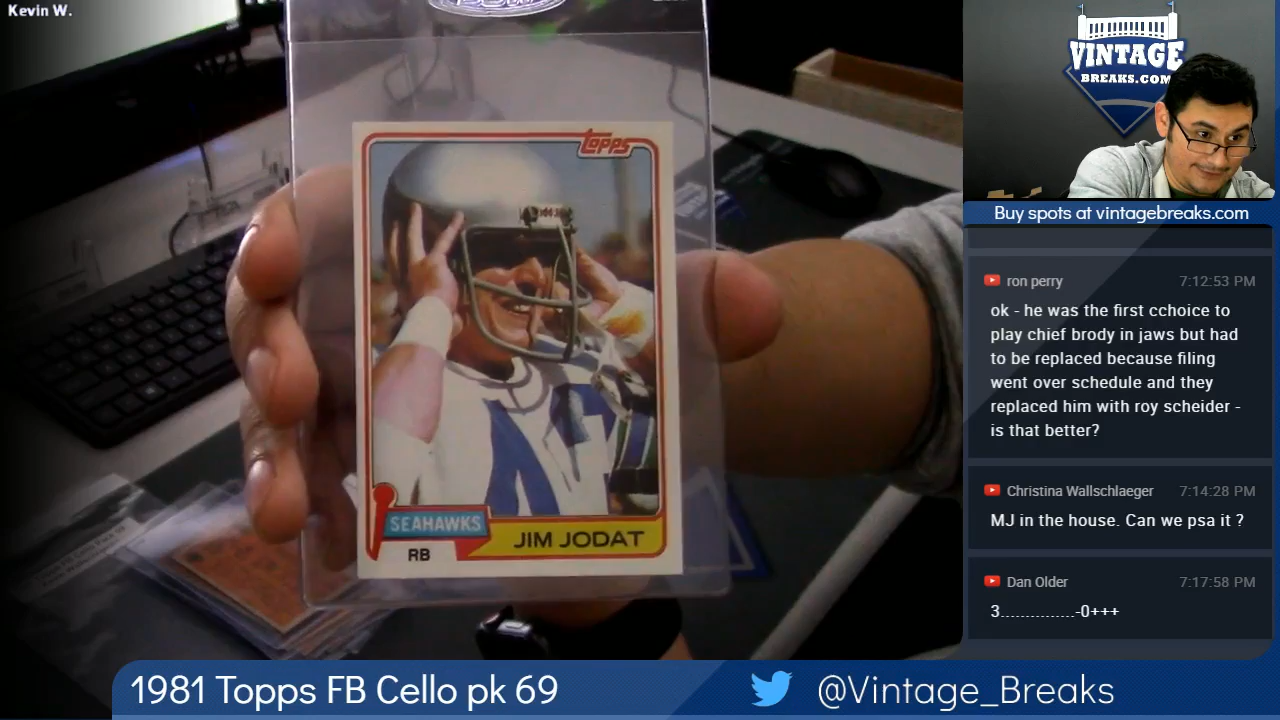 Kevin W.
topps
SEAHAWKS
RB
JIM JODAT
VINTAGE
BREAKS.COM
Buy spots at vintagebreaks.com
ron perry 7:12:53 PM
ok - he was the first cchoice to
play chief brody in jaws but had
to be replaced because filing
went over schedule and they
replaced him with roy scheider -
is that better?
Christina Wallschlaeger 7:14:28 PM
MJ in the house. Can we psa it ?
Dan Older 7:17:58 PM
3...............-0+++
1981 Topps FB Cello pk 69
@Vintage_Breaks